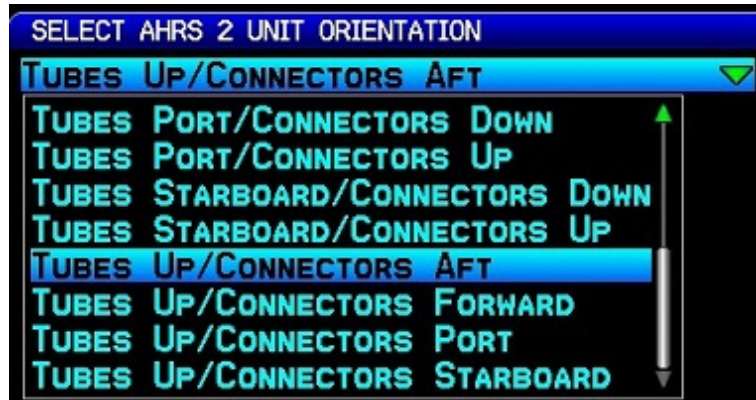 SELECT AHRS 2 UNIT ORIENTATION
TUBES UP/CONNECTORS AFT
TUBES PORT/CONNECTORS DOWN
TUBES PORT/CONNECTORS UP
TUBES STARBOARD/CONNECTORS DOWN
TUBES STARBOARD/CONNECTORS UP
TUBES UP/CONNECTORS AFT
TUBES UP/CONNECTORS FORWARD
TUBES UP/CONNECTORS PORT
TUBES UP/CONNECTORS STARBOARD